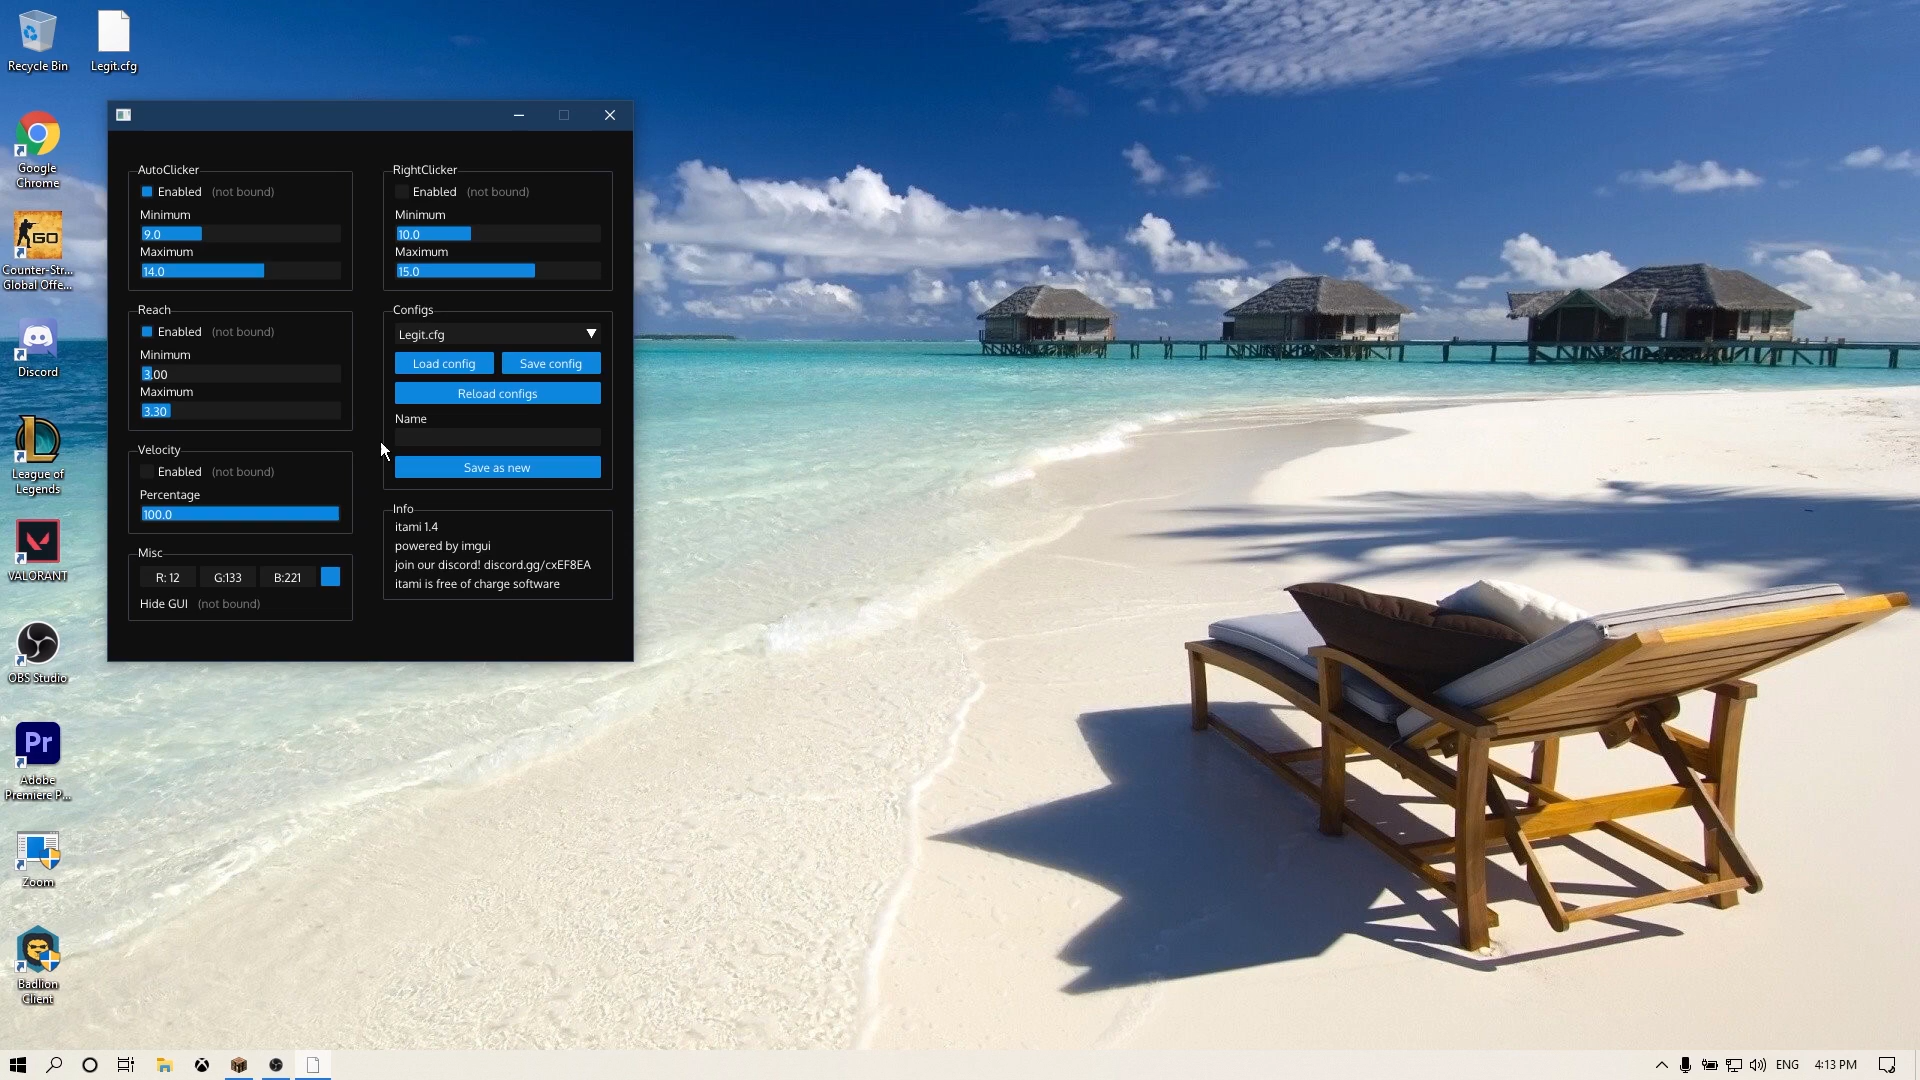 Recycle Bin
Legit.cfg
Google
Chrome
GO
Counter-Str...
Global Offe...
Discord
League of
Legends
VALORANT
OBS Studio
Pr
Adobe
Premiere P...
Zoom
Badlion
Client
AutoClicker
Enabled (not bound)
Minimum
9.0
Maximum
14.0
Reach
Enabled (not bound)
Minimum
3.00
Maximum
3.30
Velocity
Enabled (not bound)
Percentage
100.0
Misc
R: 12 G:133 B:221
Hide GUI (not bound)
RightClicker
Enabled (not bound)
Minimum
10.0
Maximum
15.0
Configs
Legit.cfg
Load config Save config
Reload configs
Name
Save as new
Info
itami 1.4
powered by imgui
join our discord! discord.gg/cxEF8EA
itami is free of charge software
ENG 4:13 PM